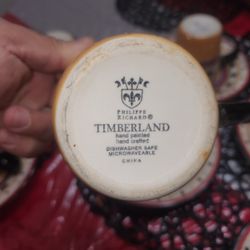 PHILIPPE
RICHARD®
TIMBERLAND
hand painted
hand crafted
DISHWASHER SAFE
MICROWAVEABLE
CHINA